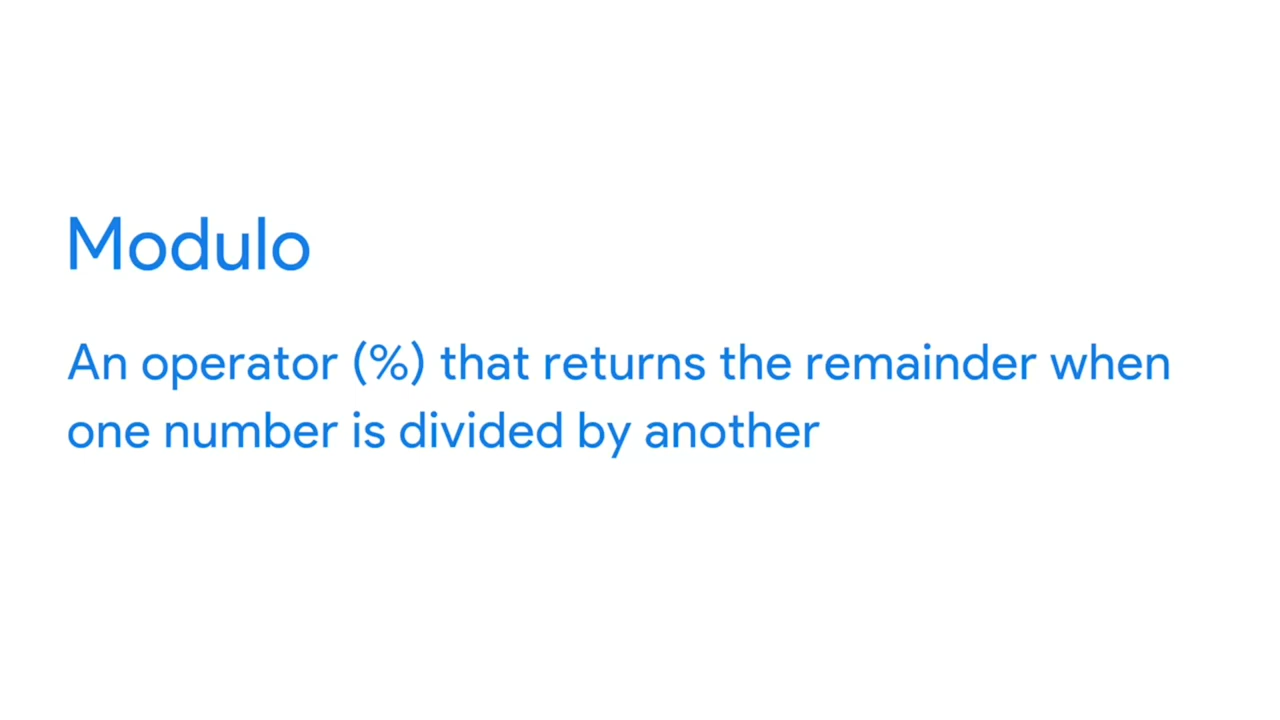 Modulo
An operator (%) that returns the remainder when
one number is divided by another